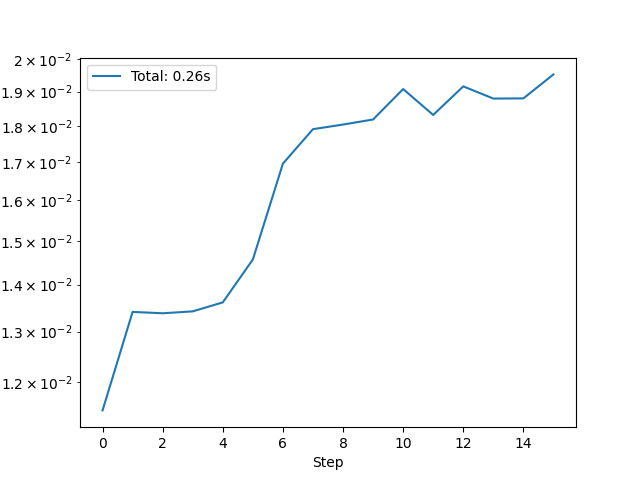 Total: 0.26s
2 × 10⁻²
1.9 × 10⁻²
1.8 × 10⁻²
1.7 × 10⁻²
1.6 × 10⁻²
1.5 × 10⁻²
1.4 × 10⁻²
1.3 × 10⁻²
1.2 × 10⁻²
0 2 4 6 8 10 12 14
Step